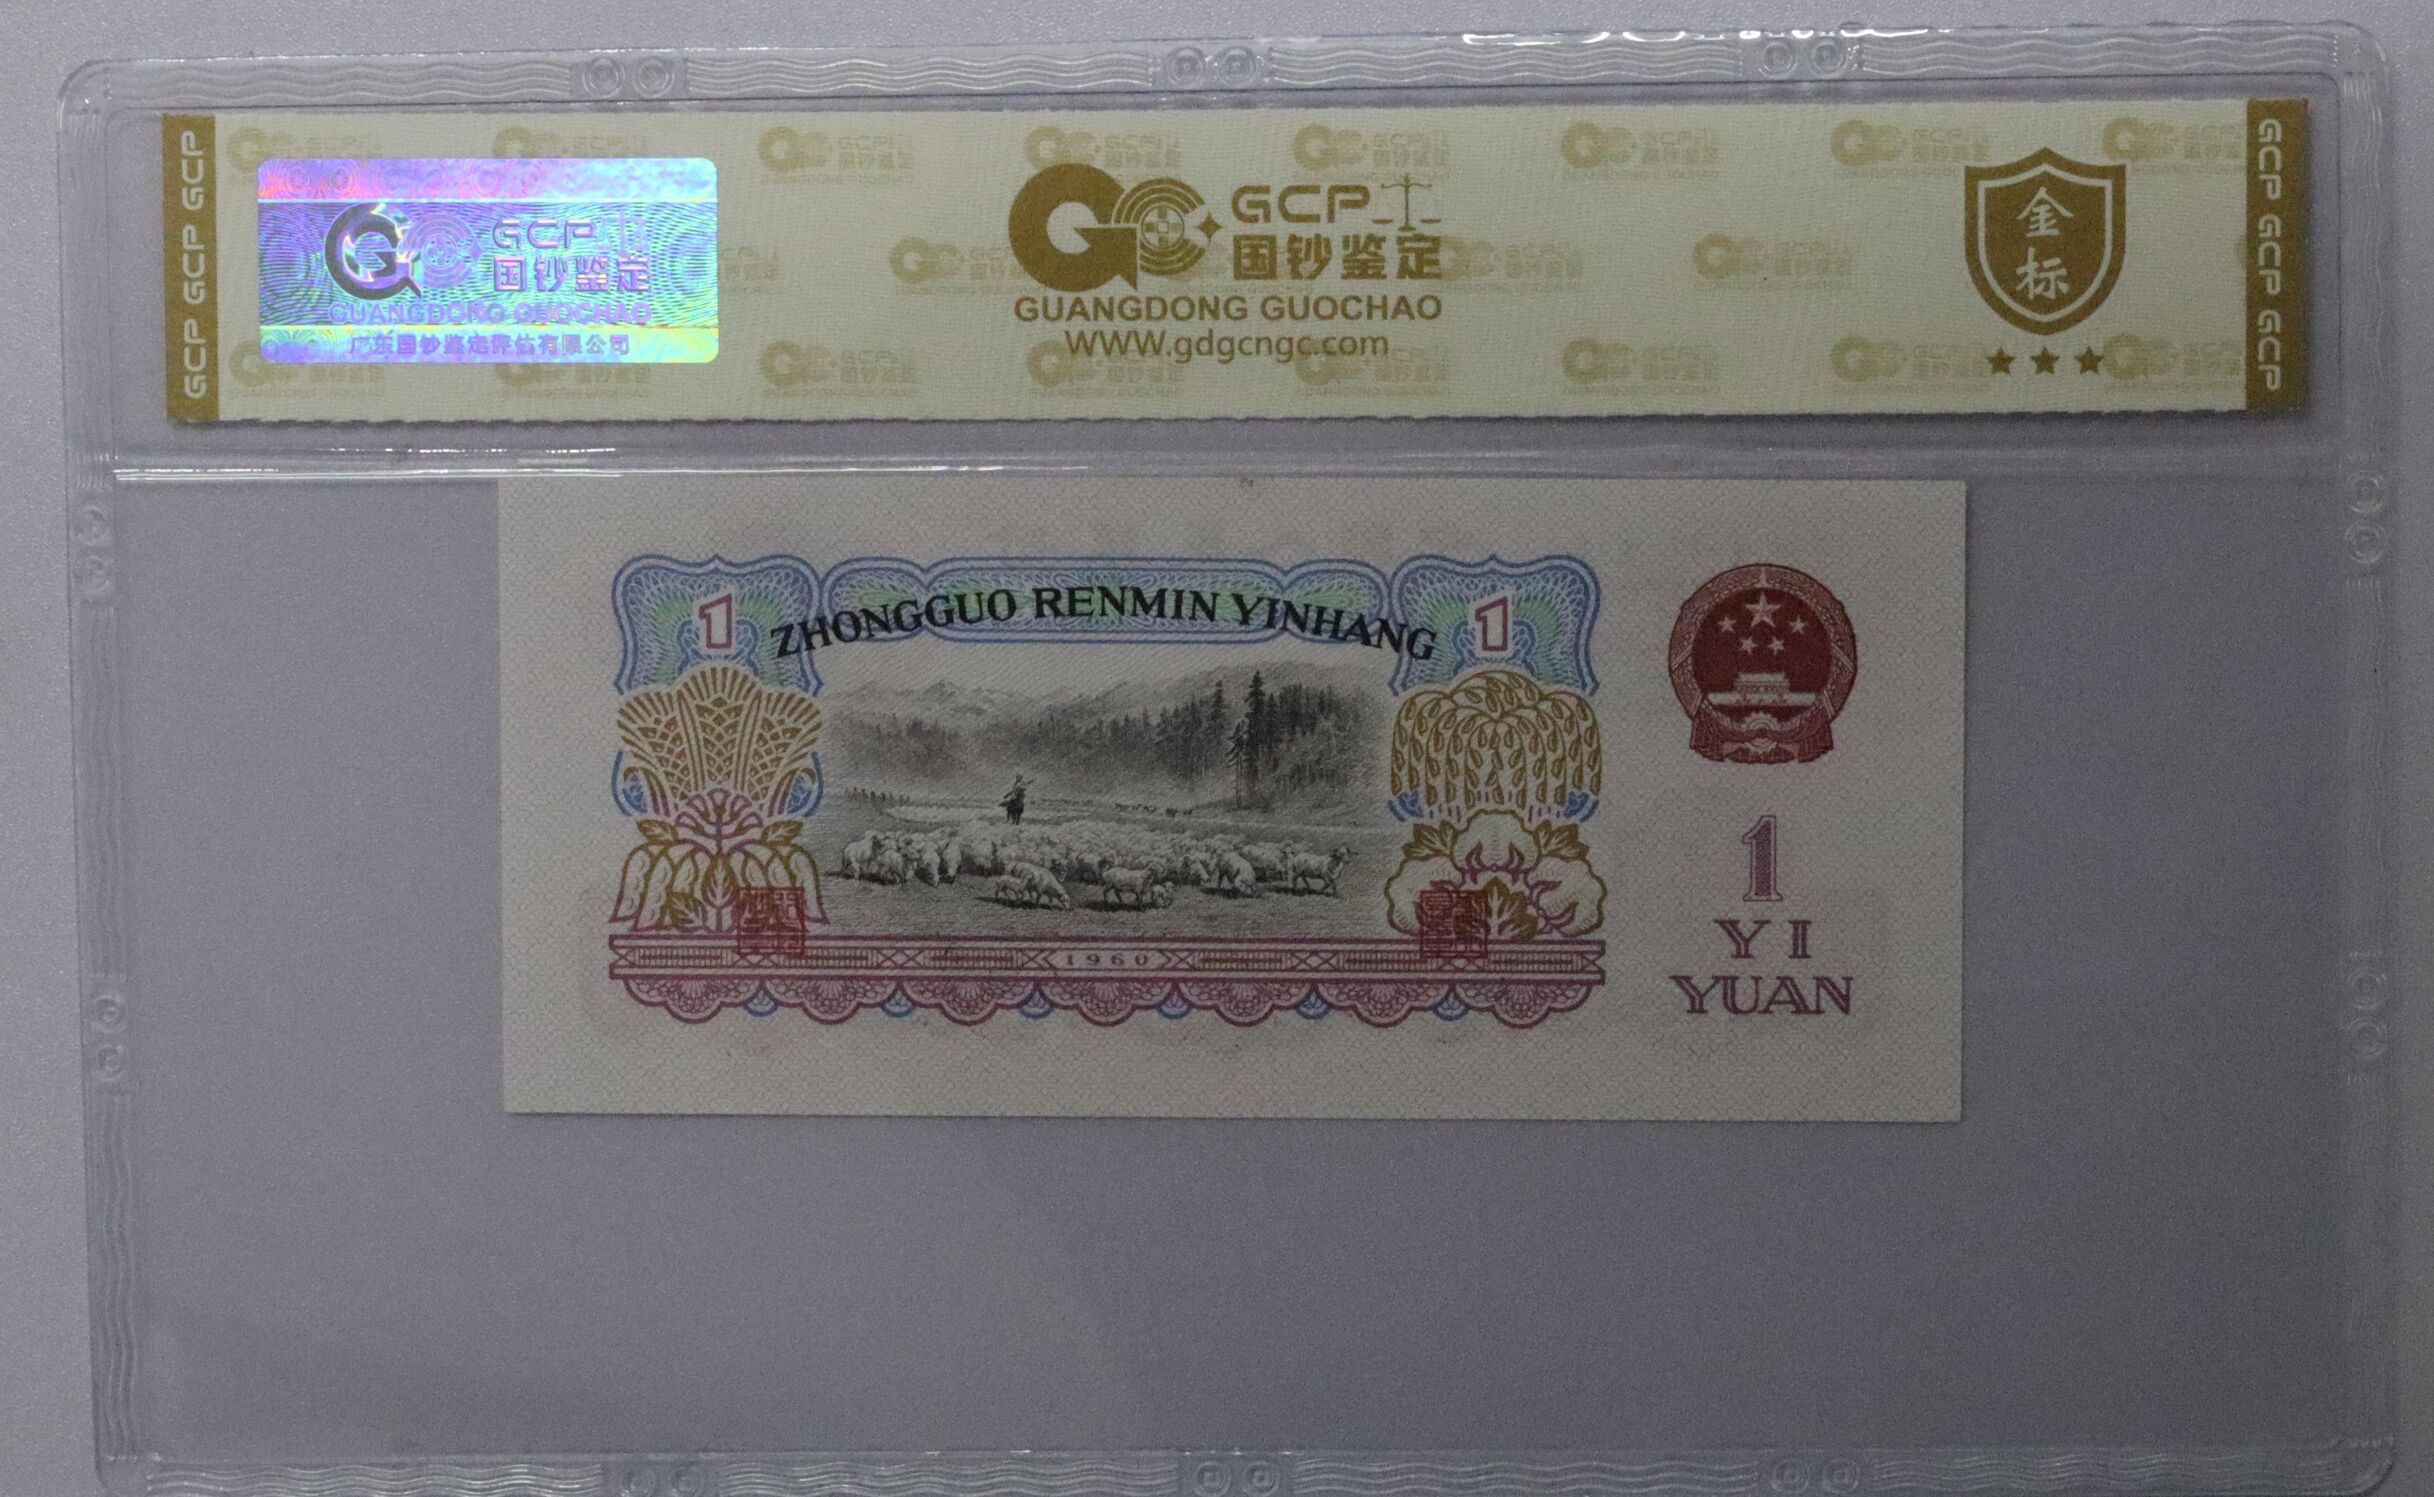 GCP GCP GCP
GCP
国钞鉴定
GUANGDONG GUOCHAO
广东国钞鉴定评估有限公司
GCP
国钞鉴定
GUANGDONG GUOCHAO
WWW.gdgcngc.com
金标
GCP GCP GCP
1
ZHONGGUO RENMIN YINHANG
1
1960
1
YI
YUAN